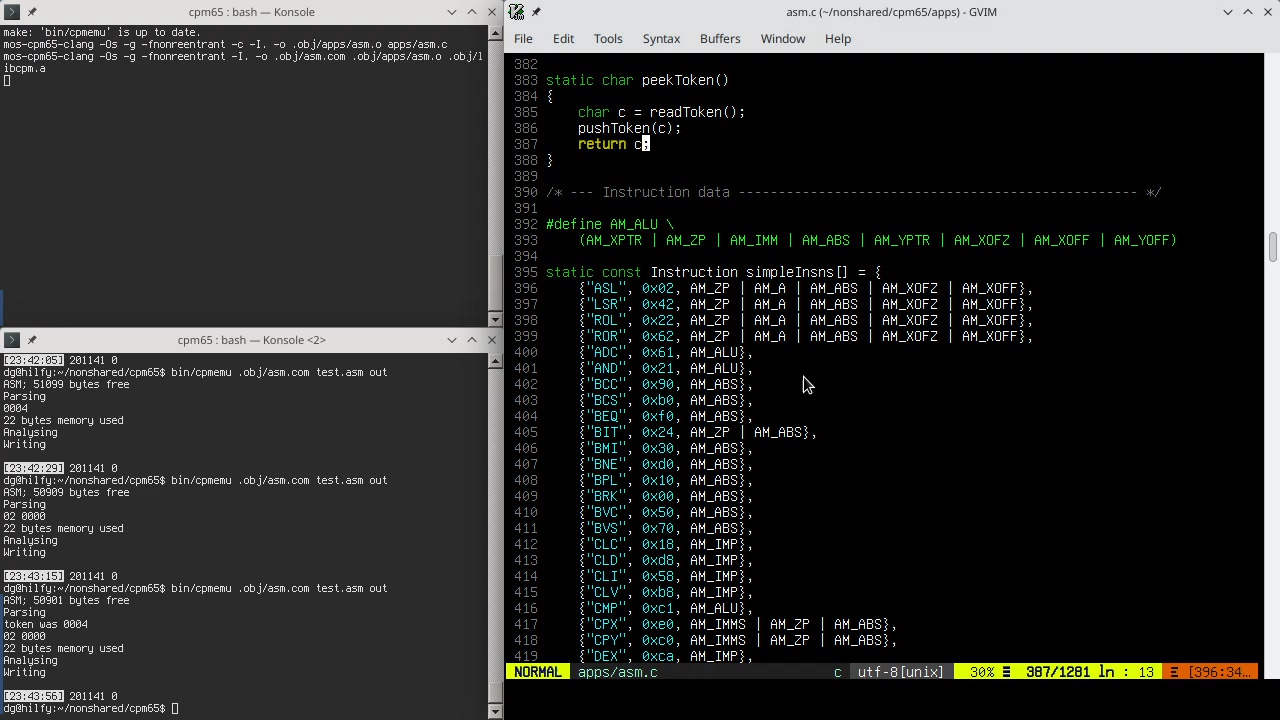 cpm65 : bash — Konsole
make: 'bin/cpmemu' is up to date.
mos-cpm65-clang -Os -g -fnonreentrant -c -I. -o .obj/apps/asm.o apps/asm.c
mos-cpm65-clang -Os -g -fnonreentrant -I. -o .obj/asm.com .obj/apps/asm.o .obj/l
ibcpm.a
cpm65 : bash — Konsole <2>
[23:42:05] 201141 0
dg@hilfy:~/nonshared/cpm65$ bin/cpmemu .obj/asm.com test.asm out
ASM; 51099 bytes free
Parsing
0004
22 bytes memory used
Analysing
Writing
[23:42:29] 201141 0
dg@hilfy:~/nonshared/cpm65$ bin/cpmemu .obj/asm.com test.asm out
ASM; 50909 bytes free
Parsing
02 0000
22 bytes memory used
Analysing
Writing
[23:43:15] 201141 0
dg@hilfy:~/nonshared/cpm65$ bin/cpmemu .obj/asm.com test.asm out
ASM; 50901 bytes free
Parsing
token was 0004
02 0000
22 bytes memory used
Analysing
Writing
[23:43:56] 201141 0
dg@hilfy:~/nonshared/cpm65$
asm.c (~/nonshared/cpm65/apps) - GVIM
File Edit Tools Syntax Buffers Window Help
382
383 static char peekToken()
384 {
385     char c = readToken();
386     pushToken(c);
387     return c;
388 }
389
390 /* --- Instruction data -------------------------------------------------- */
391
392 #define AM_ALU \
393     (AM_XPTR | AM_ZP | AM_IMM | AM_ABS | AM_YPTR | AM_XOFZ | AM_XOFF | AM_YOFF)
394
395 static const Instruction simpleInsns[] = {
396     {"ASL", 0x02, AM_ZP | AM_A | AM_ABS | AM_XOFZ | AM_XOFF},
397     {"LSR", 0x42, AM_ZP | AM_A | AM_ABS | AM_XOFZ | AM_XOFF},
398     {"ROL", 0x22, AM_ZP | AM_A | AM_ABS | AM_XOFZ | AM_XOFF},
399     {"ROR", 0x62, AM_ZP | AM_A | AM_ABS | AM_XOFZ | AM_XOFF},
400     {"ADC", 0x61, AM_ALU},
401     {"AND", 0x21, AM_ALU},
402     {"BCC", 0x90, AM_ABS},
403     {"BCS", 0xb0, AM_ABS},
404     {"BEQ", 0xf0, AM_ABS},
405     {"BIT", 0x24, AM_ZP | AM_ABS},
406     {"BMI", 0x30, AM_ABS},
407     {"BNE", 0xd0, AM_ABS},
408     {"BPL", 0x10, AM_ABS},
409     {"BRK", 0x00, AM_ABS},
410     {"BVC", 0x50, AM_ABS},
411     {"BVS", 0x70, AM_ABS},
412     {"CLC", 0x18, AM_IMP},
413     {"CLD", 0xd8, AM_IMP},
414     {"CLI", 0x58, AM_IMP},
415     {"CLV", 0xb8, AM_IMP},
416     {"CMP", 0xc1, AM_ALU},
417     {"CPX", 0xe0, AM_IMMS | AM_ZP | AM_ABS},
418     {"CPY", 0xc0, AM_IMMS | AM_ZP | AM_ABS},
419     {"DEX", 0xca, AM_IMP},
NORMAL apps/asm.c c utf-8[unix] 30% ☰ 387/1281 ln : 13 Ξ [396:34…